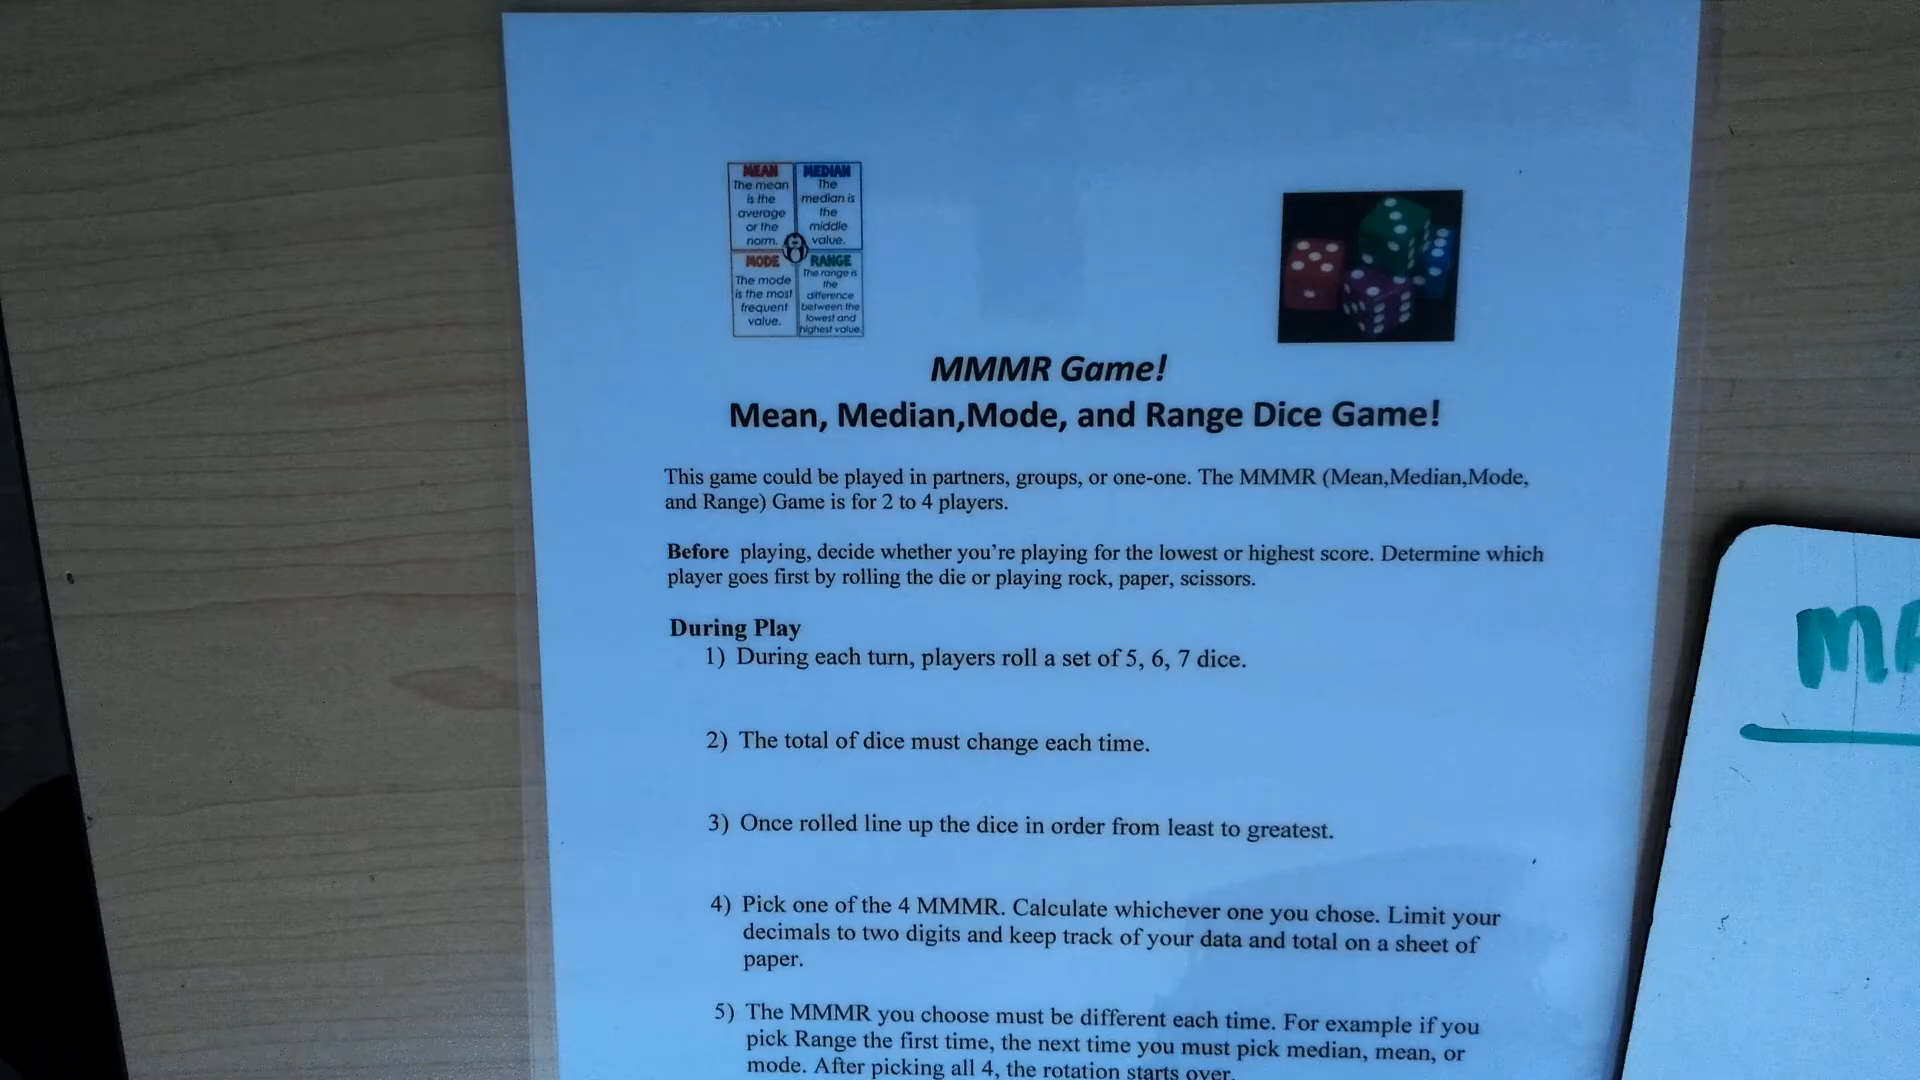 MEAN
The mean
is the
average
or the
norm.
MEDIAN
The
median is
the
middle
value.
MODE
The mode
is the most
frequent
value.
RANGE
The range is
the
difference
between the
lowest and
highest value.
MMMR Game!
Mean, Median,Mode, and Range Dice Game!
This game could be played in partners, groups, or one-one. The MMMR (Mean,Median,Mode,
and Range) Game is for 2 to 4 players.
Before playing, decide whether you’re playing for the lowest or highest score. Determine which
player goes first by rolling the die or playing rock, paper, scissors.
During Play
1) During each turn, players roll a set of 5, 6, 7 dice.
2) The total of dice must change each time.
3) Once rolled line up the dice in order from least to greatest.
4) Pick one of the 4 MMMR. Calculate whichever one you chose. Limit your
decimals to two digits and keep track of your data and total on a sheet of
paper.
5) The MMMR you choose must be different each time. For example if you
pick Range the first time, the next time you must pick median, mean, or
mode. After picking all 4, the rotation starts over.